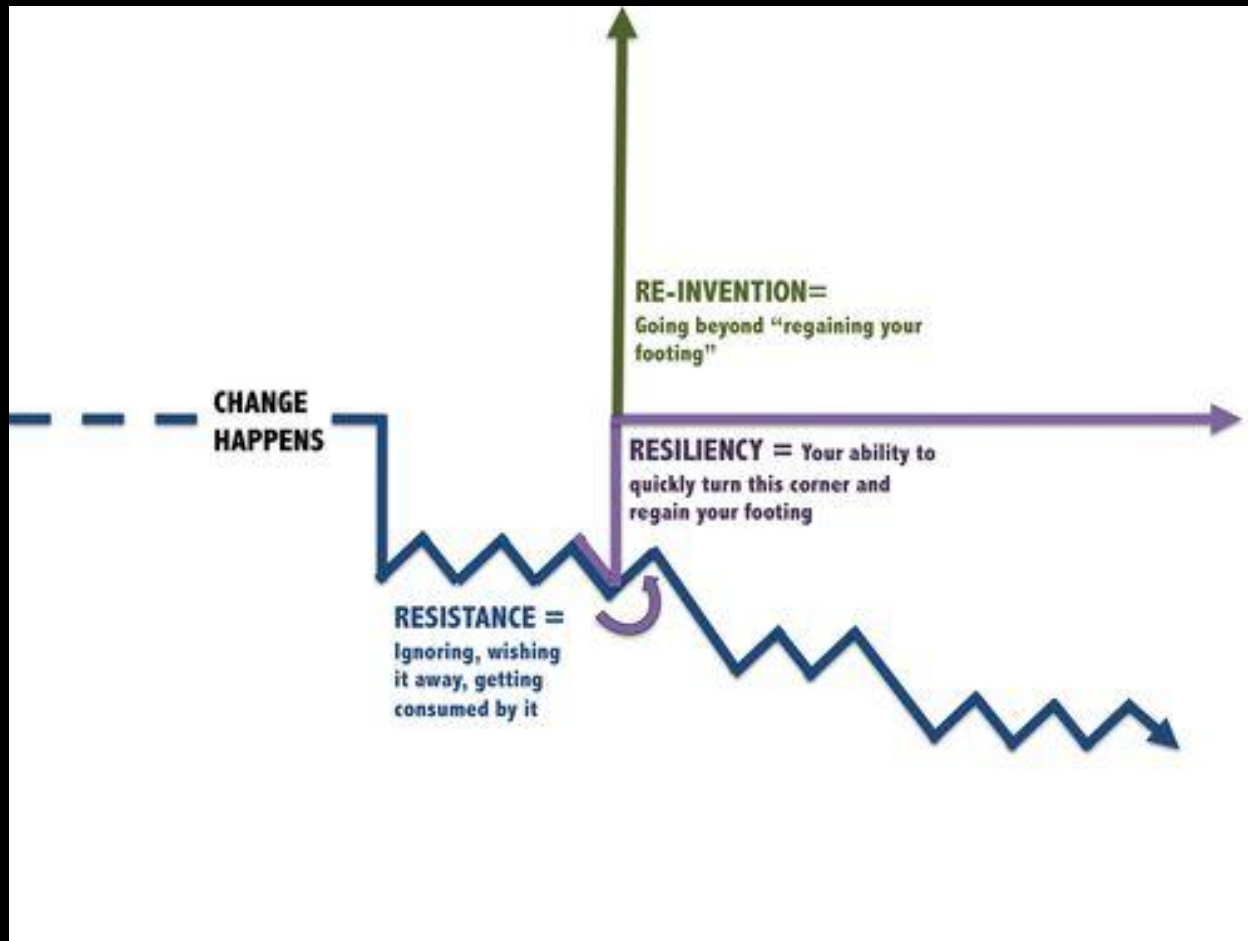 RE-INVENTION=
Going beyond “regaining your
footing”
CHANGE
HAPPENS
RESILIENCY = Your ability to
quickly turn this corner and
regain your footing
RESISTANCE =
Ignoring, wishing
it away, getting
consumed by it